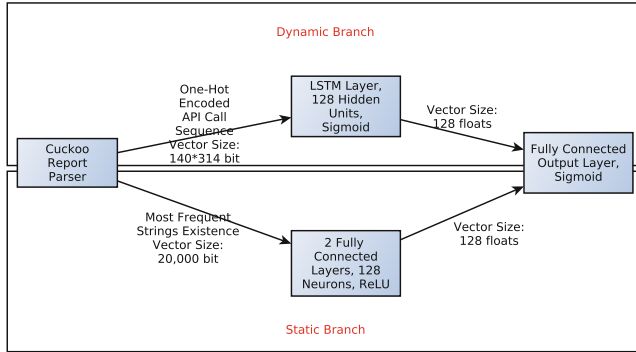 Dynamic Branch
One-Hot
Encoded
API Call
Sequence
Vector Size:
140*314 bit
LSTM Layer,
128 Hidden
Units,
Sigmoid
Vector Size:
128 floats
Cuckoo
Report
Parser
Fully Connected
Output Layer,
Sigmoid
Most Frequent
Strings Existence
Vector Size:
20,000 bit
2 Fully
Connected
Layers, 128
Neurons, ReLU
Vector Size:
128 floats
Static Branch